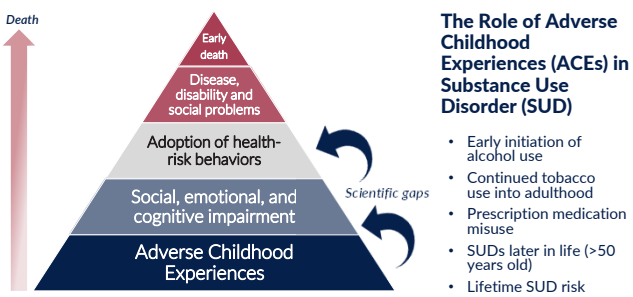 Death
Early
death
Disease,
disability and
social problems
Adoption of health-
risk behaviors
Social, emotional, and
cognitive impairment
Adverse Childhood
Experiences
Scientific gaps
The Role of Adverse
Childhood
Experiences (ACEs) in
Substance Use
Disorder (SUD)
• Early initiation of
alcohol use
• Continued tobacco
use into adulthood
• Prescription medication
misuse
• SUDs later in life (>50
years old)
• Lifetime SUD risk